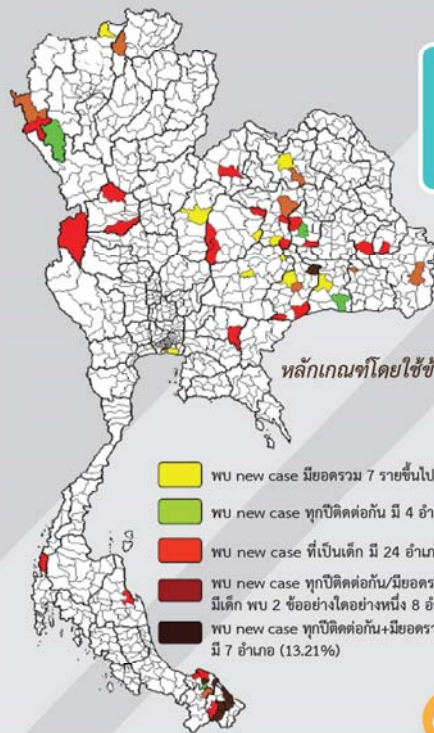 หลักเกณฑ์โดยใช้ข้
พบ new case มียอดรวม 7 รายขึ้นไป
พบ new case ทุกปีติดต่อกัน มี 4 อำ
พบ new case ที่เป็นเด็ก มี 24 อำเภ
พบ new case ทุกปีติดต่อกัน/มียอดร
มีเด็ก พบ 2 ข้ออย่างใดอย่างหนึ่ง 8 อำ
พบ new case ทุกปีติดต่อกัน+มียอดรว
มี 7 อำเภอ (13.21%)